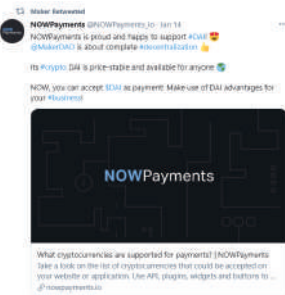 Maker Retweeted
NOWPayments @NOWPayments_io · Jan 14
NOWPayments is proud and happy to support #DAI!
@MakerDAO is about complete #decentralization
Its #crypto DAI is price-stable and available for anyone
NOW, you can accept $DAI as payment! Make use of DAI advantages for
your #business!
NOWPayments
NOWPayments
What cryptocurrencies are supported for payments? | NOWPayments
Take a look on the list of cryptocurrencies that could be accepted on
your website or application. Use API, plugins, widgets and buttons to ...
nowpayments.io